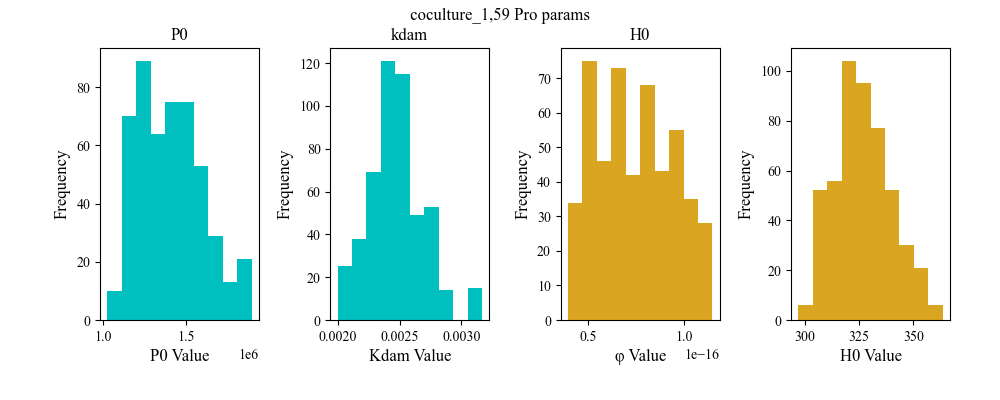 coculture_1,59 Pro params
P0
kdam
H0
80
60
40
20
0
Frequency
1.0
1.5
1e6
P0 Value
120
100
80
60
40
20
0
Frequency
0.0020
0.0025
0.0030
Kdam Value
70
60
50
40
30
20
10
0
Frequency
0.5
1.0
1e−16
φ Value
100
80
60
40
20
0
Frequency
300
325
350
H0 Value